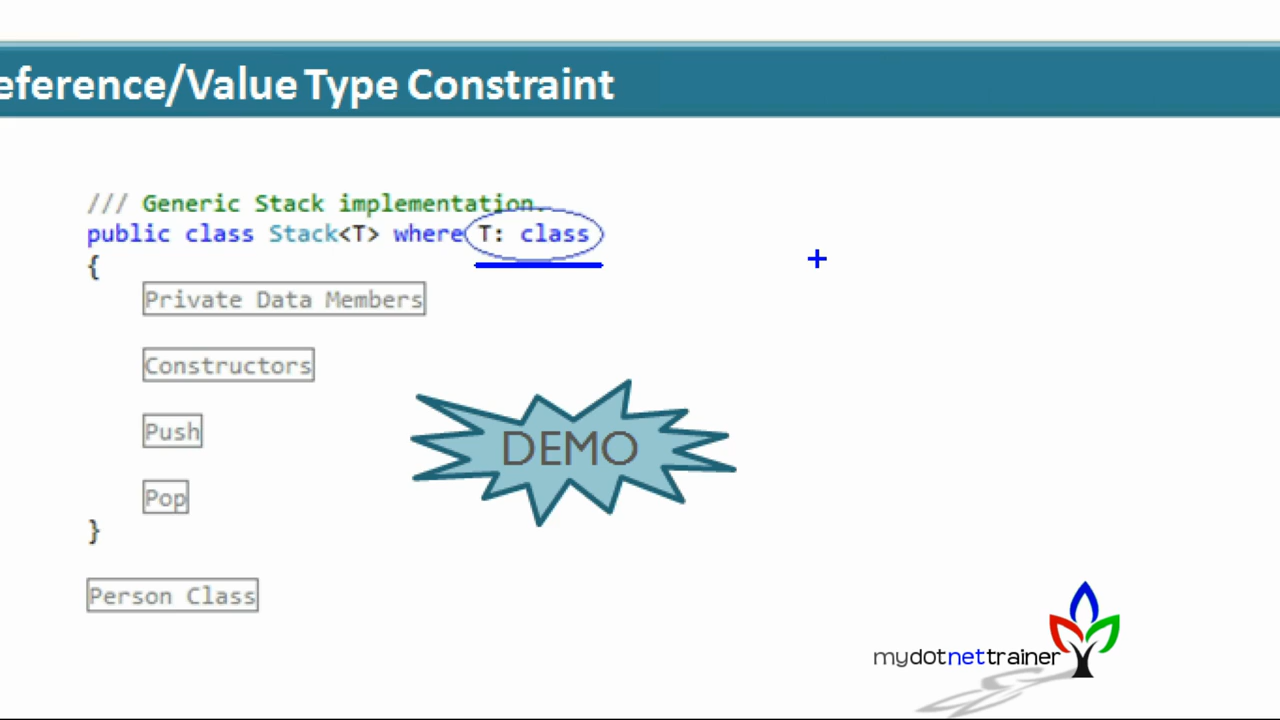 eference/Value Type Constraint
/// Generic Stack implementation.
public class Stack<T> where T: class
{
Private Data Members
Constructors
Push
Pop
}
DEMO
Person Class
mydotnettrainer